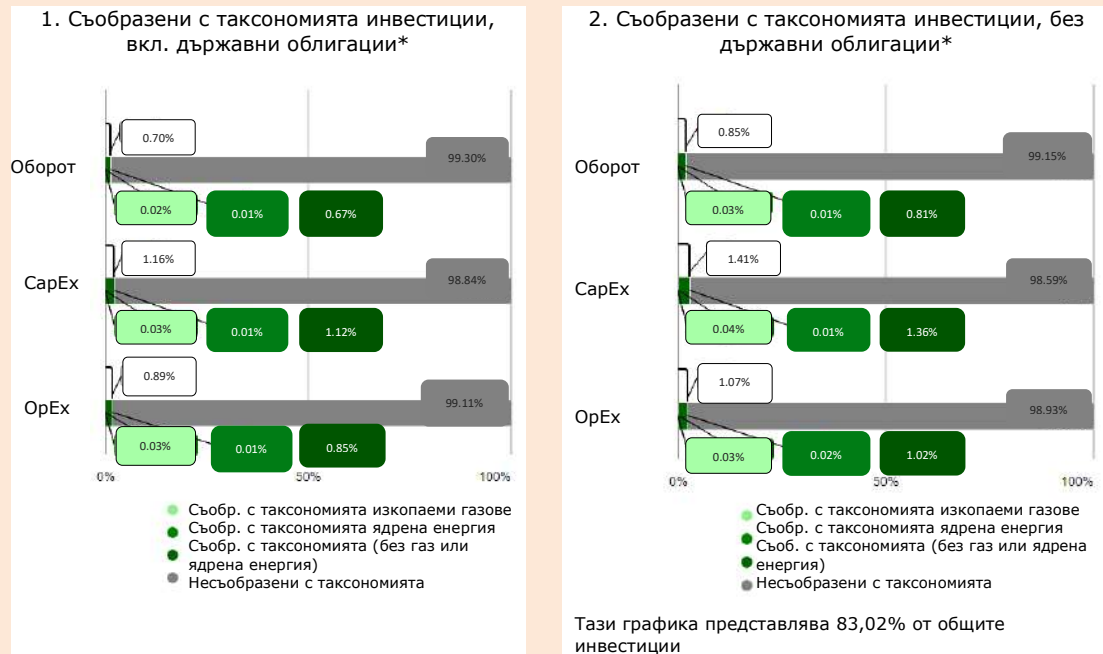 1. Съобразени с таксономията инвестиции,
вкл. държавни облигации*
0.70%
Оборот
99.30%
0.02%
0.01%
0.67%
1.16%
CapEx
98.84%
0.03%
0.01%
1.12%
0.89%
OpEx
99.11%
0.03%
0.01%
0.85%
0%
50%
100%
Съобр. с таксономията изкопаеми газове
Съобр. с таксономията ядрена енергия
Съобр. с таксономията (без газ или
ядрена енергия)
Несъобразени с таксономията
2. Съобразени с таксономията инвестиции, без
държавни облигации*
0.85%
Оборот
99.15%
0.03%
0.01%
0.81%
1.41%
CapEx
98.59%
0.04%
0.01%
1.36%
1.07%
OpEx
98.93%
0.03%
0.02%
1.02%
0%
50%
100%
Съобр. с таксономията изкопаеми газове
Съобр. с таксономията ядрена енергия
Съоб. с таксономията (без газ или ядрена
енергия)
Несъобразени с таксономията
Тази графика представлява 83,02% от общите
инвестиции